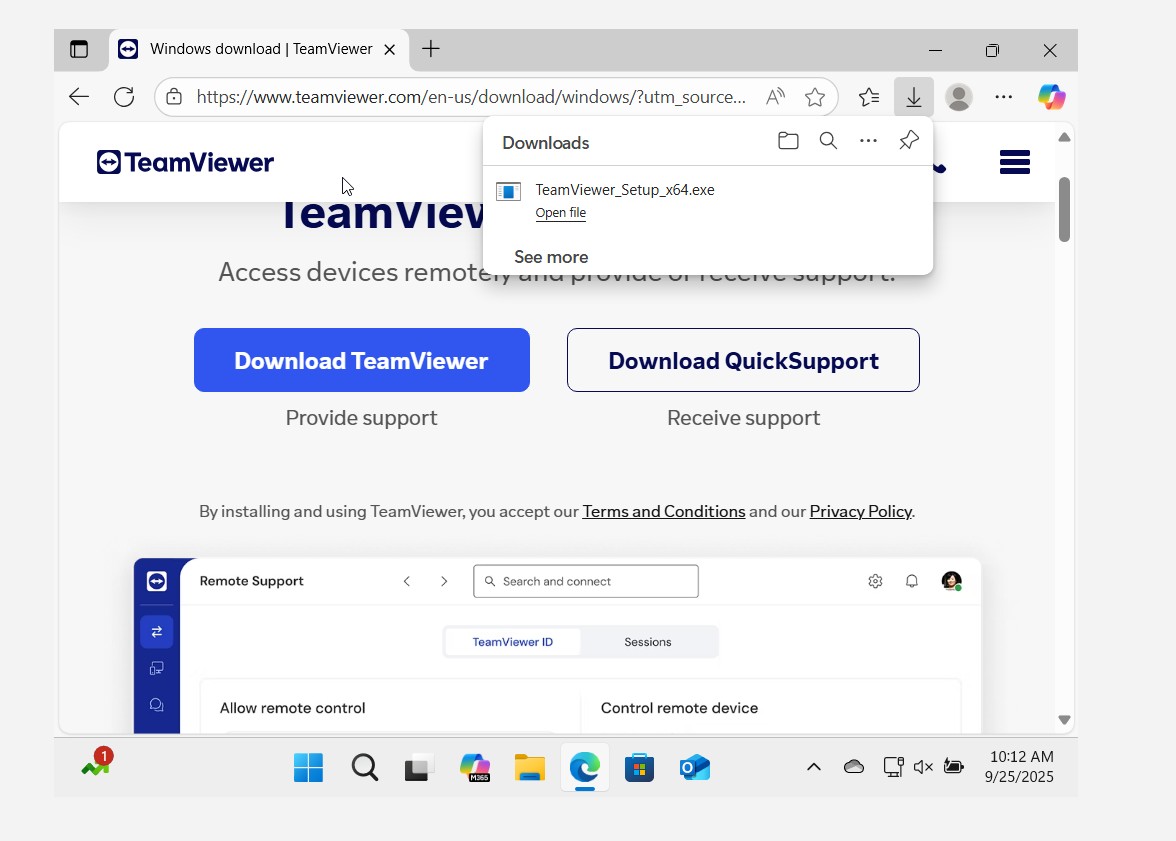 Windows download | TeamViewer
https://www.teamviewer.com/en-us/download/windows/?utm_source...
TeamViewer
Downloads
TeamViewer_Setup_x64.exe
Open file
See more
TeamView
Access devices remotely and provide or receive support.
Download TeamViewer
Download QuickSupport
Provide support
Receive support
By installing and using TeamViewer, you accept our Terms and Conditions and our Privacy Policy.
Remote Support
Search and connect
TeamViewer ID
Sessions
Allow remote control
Control remote device
1
M365
10:12 AM
9/25/2025